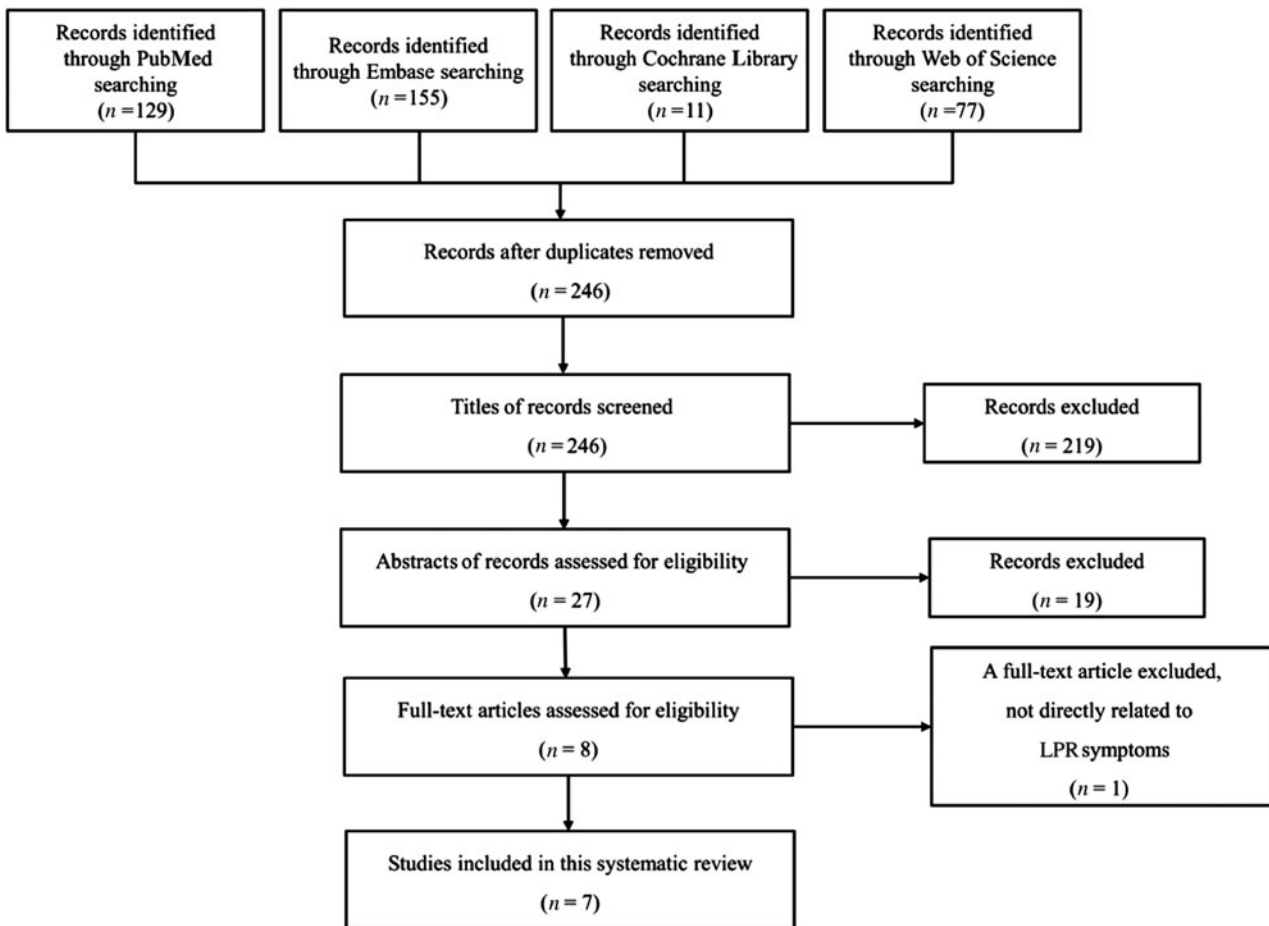 Records identified
through PubMed
searching
(n =129)
Records identified
through Embase searching
(n =155)
Records identified
through Cochrane Library
searching
(n =11)
Records identified
through Web of Science
searching
(n =77)
Records after duplicates removed
(n = 246)
Titles of records screened
(n = 246)
Records excluded
(n = 219)
Abstracts of records assessed for eligibility
(n = 27)
Records excluded
(n = 19)
Full-text articles assessed for eligibility
(n = 8)
A full-text article excluded,
not directly related to
LPR symptoms
(n = 1)
Studies included in this systematic review
(n = 7)